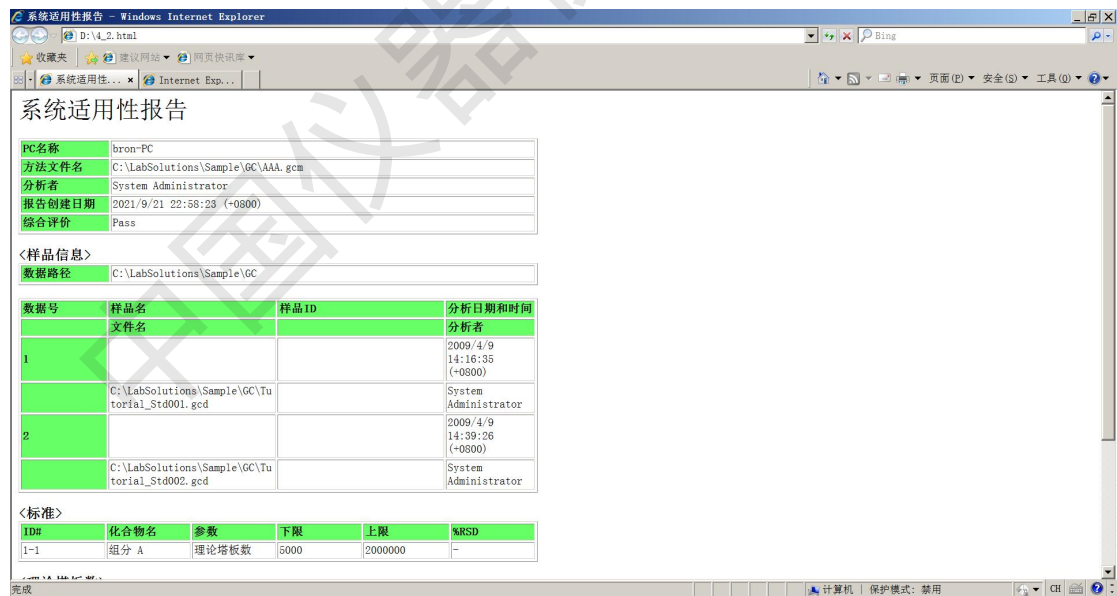 系统适用性报告 - Windows Internet Explorer
D:\4_2.html
Bing
收藏夹 建议网站 网页快讯库
系统适用性... x Internet Exp... 页面(P) 安全(S) 工具(O)
系统适用性报告
PC名称 bron-PC
方法文件名 C:\LabSolutions\Sample\GC\AAA.gcm
分析者 System Administrator
报告创建日期 2021/9/21 22:58:23 (+0800)
综合评价 Pass
<样品信息>
数据路径 C:\LabSolutions\Sample\GC
数据号 样品名 样品ID 分析日期和时间
文件名 分析者
1 2009/4/9
14:16:35
(+0800)
C:\LabSolutions\Sample\GC\Tu System
torial_Std001.gcd Administrator
2 2009/4/9
14:39:26
(+0800)
C:\LabSolutions\Sample\GC\Tu System
torial_Std002.gcd Administrator
<标准>
ID# 化合物名 参数 下限 上限 %RSD
1-1 组分 A 理论塔板数 5000 2000000 -
完成 计算机 | 保护模式: 禁用 CH
中国仪